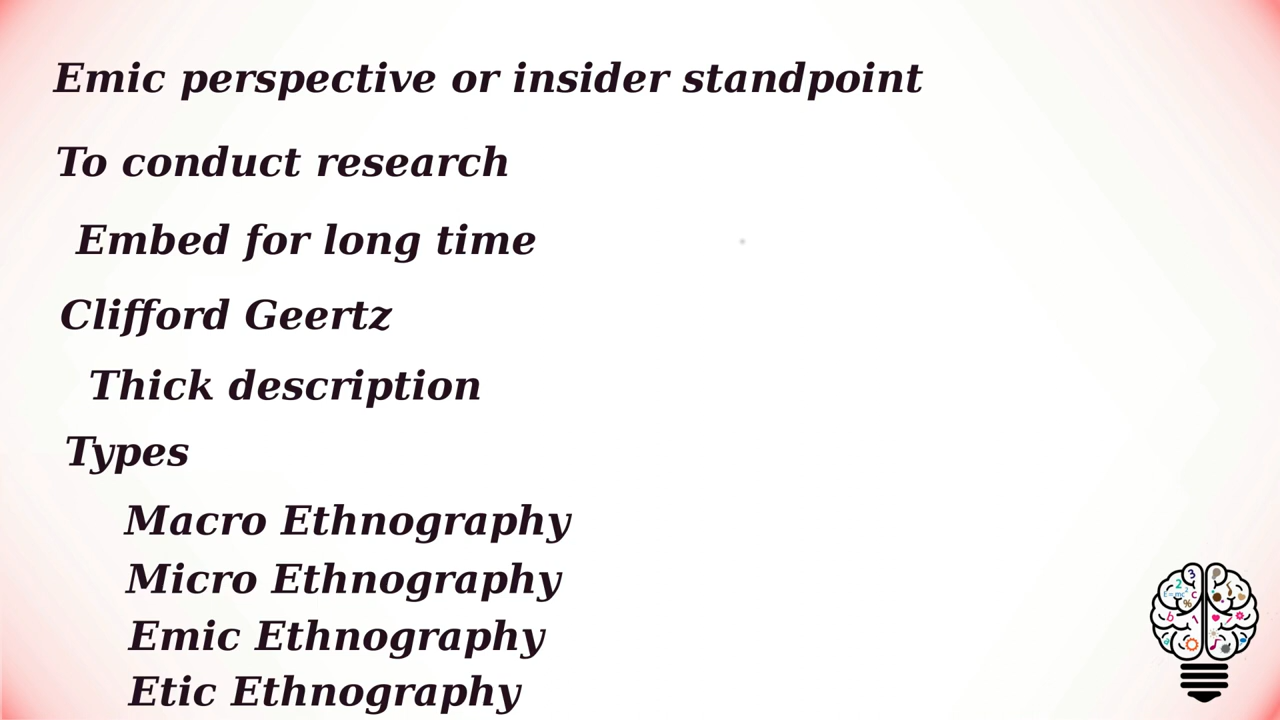 Emic perspective or insider standpoint
To conduct research
Embed for long time
Clifford Geertz
Thick description
Types
Macro Ethnography
Micro Ethnography
Emic Ethnography
Etic Ethnography